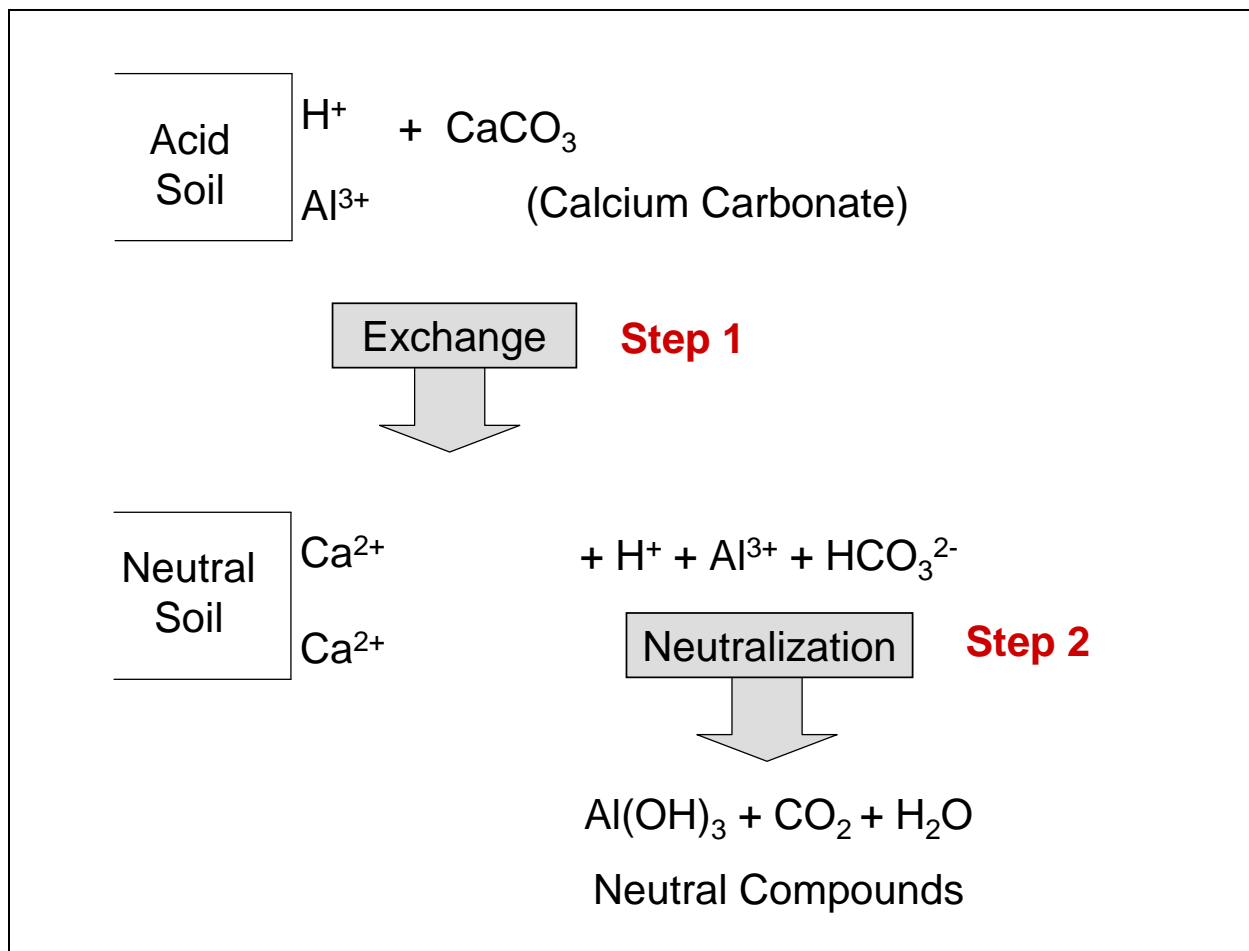 Acid
Soil
H⁺ + CaCO₃
Al³⁺ (Calcium Carbonate)
Exchange Step 1
Neutral
Soil
Ca²⁺ + H⁺ + Al³⁺ + HCO₃²⁻
Ca²⁺
Neutralization Step 2
Al(OH)₃ + CO₂ + H₂O
Neutral Compounds